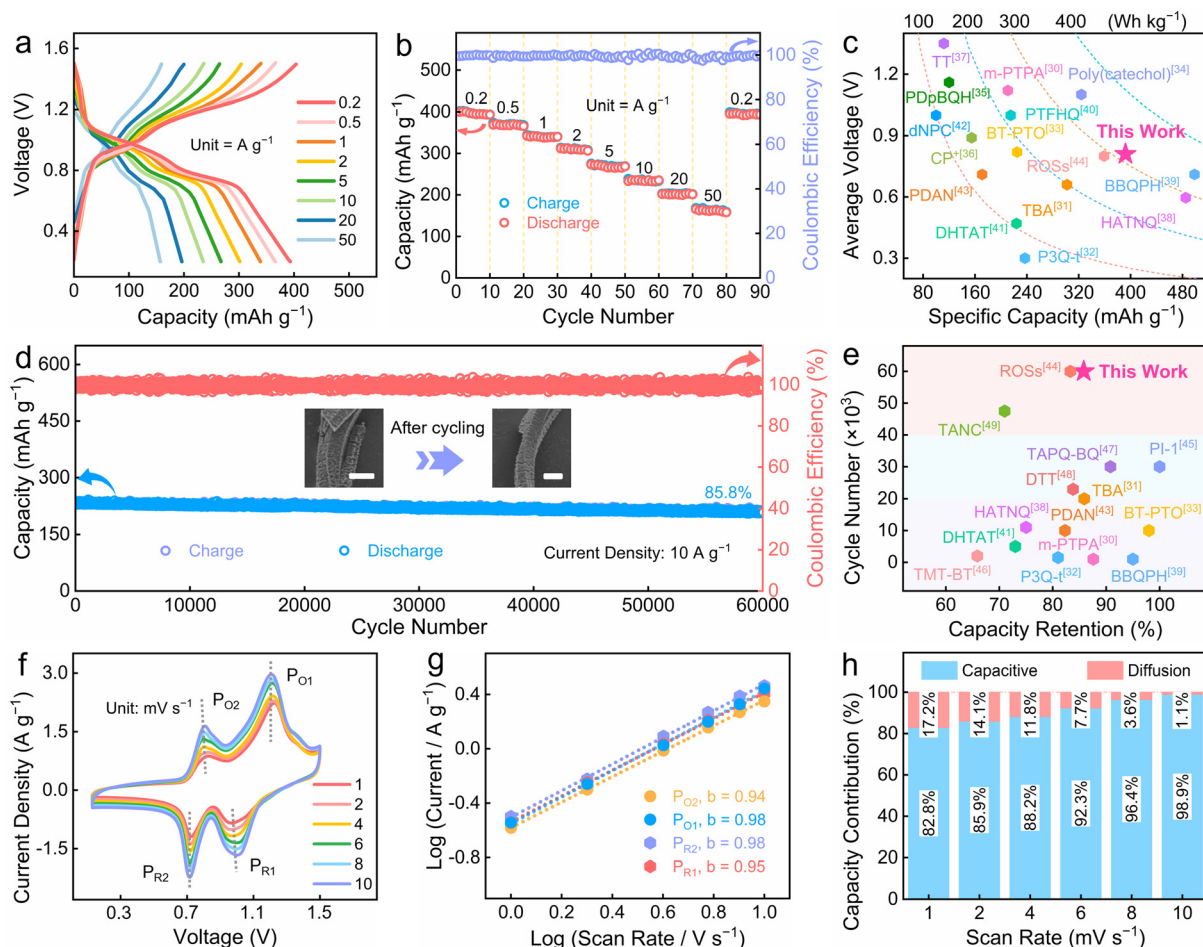 a
1.6
1.2
0.8
0.4
Voltage (V)
Unit = A g⁻¹
0.2
0.5
1
2
5
10
20
50
0 100 200 300 400 500
Capacity (mAh g⁻¹)
b
500
400
300
200
100
0
Capacity (mAh g⁻¹)
0.2
0.5
1
2
5
10
20
50
0.2
Unit = A g⁻¹
Charge
Discharge
100
80
60
40
20
0
Coulombic Efficiency (%)
0 10 20 30 40 50 60 70 80 90
Cycle Number
c
100 200 300 400 (Wh kg⁻¹)
1.2
0.9
0.6
0.3
Average Voltage (V)
TT[37]
m-PTPA[30]
Poly(catechol)[34]
PDpBQH[35]
PTFHQ[40]
dNPC[42]
BT-PTO[33]
This Work
CP⁺[36]
ROSs[44]
BBQPH[39]
PDAN[43]
TBA[31]
HATNQ[38]
DHTAT[41]
P3Q-t[32]
80 160 240 320 400 480
Specific Capacity (mAh g⁻¹)
d
600
450
300
150
0
Capacity (mAh g⁻¹)
After cycling
85.8%
Charge
Discharge
Current Density: 10 A g⁻¹
100
80
60
40
20
0
Coulombic Efficiency (%)
0 10000 20000 30000 40000 50000 60000
Cycle Number
e
60
50
40
30
20
10
0
Cycle Number (×10³)
ROSs[44]
This Work
TANC[49]
TAPQ-BQ[47]
PI-1[45]
DTT[48]
TBA[31]
HATNQ[38]
PDAN[43]
BT-PTO[33]
DHTAT[41]
m-PTPA[30]
TMT-BT[46]
P3Q-t[32]
BBQPH[39]
60 70 80 90 100
Capacity Retention (%)
f
3.0
1.5
0.0
-1.5
Current Density (A g⁻¹)
Unit: mV s⁻¹
P_O2
P_O1
P_R2
P_R1
1
2
4
6
8
10
0.3 0.7 1.1 1.5
Voltage (V)
g
0.4
0.0
-0.4
-0.8
Log (Current / A g⁻¹)
P_O2, b = 0.94
P_O1, b = 0.98
P_R2, b = 0.98
P_R1, b = 0.95
0.0 0.2 0.4 0.6 0.8 1.0
Log (Scan Rate / V s⁻¹)
h
Capacitive
Diffusion
100
80
60
40
20
0
Capacity Contribution (%)
17.2%
14.1%
11.8%
7.7%
3.6%
1.1%
82.8%
85.9%
88.2%
92.3%
96.4%
98.9%
1 2 4 6 8 10
Scan Rate (mV s⁻¹)